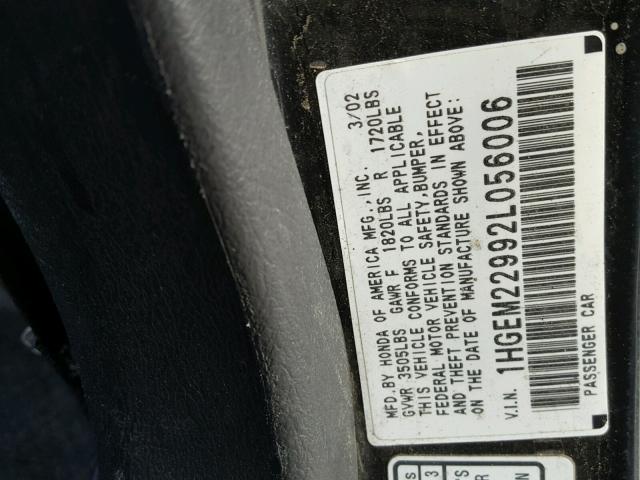 MFD.BY HONDA OF AMERICA MFG.,INC. 3/02
GVWR 3505LBS GAWR F 1820LBS R 1720LBS
THIS VEHICLE CONFORMS TO ALL APPLICABLE
FEDERAL MOTOR VEHICLE SAFETY,BUMPER,
AND THEFT PREVENTION STANDARDS IN EFFECT
ON THE DATE OF MANUFACTURE SHOWN ABOVE:
V.I.N. 1HGEM22992L056006
PASSENGER CAR
3